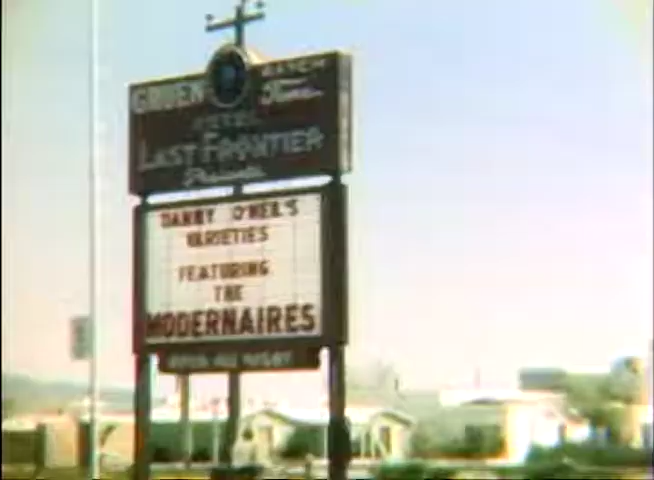 GRUEN WATCH
Time
HOTEL
LAST FRONTIER
Presents
DANNY O'NEIL'S
VARIETIES
FEATURING
THE
MODERNAIRES